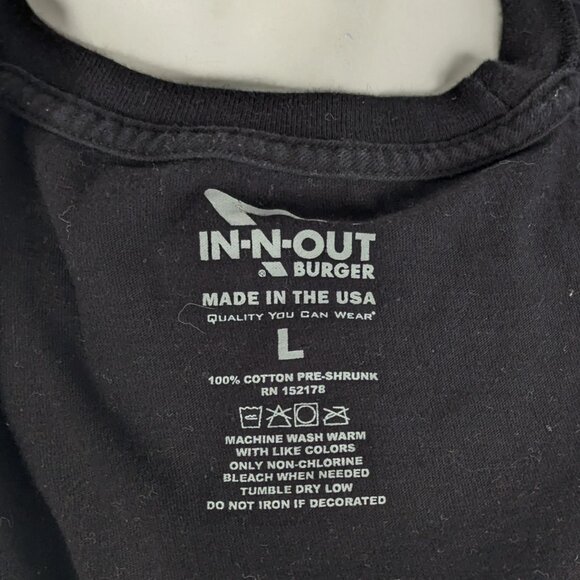 IN-N-OUT
® BURGER
MADE IN THE USA
QUALITY YOU CAN WEAR®
L
100% COTTON PRE-SHRUNK
RN 152178
MACHINE WASH WARM
WITH LIKE COLORS
ONLY NON-CHLORINE
BLEACH WHEN NEEDED
TUMBLE DRY LOW
DO NOT IRON IF DECORATED